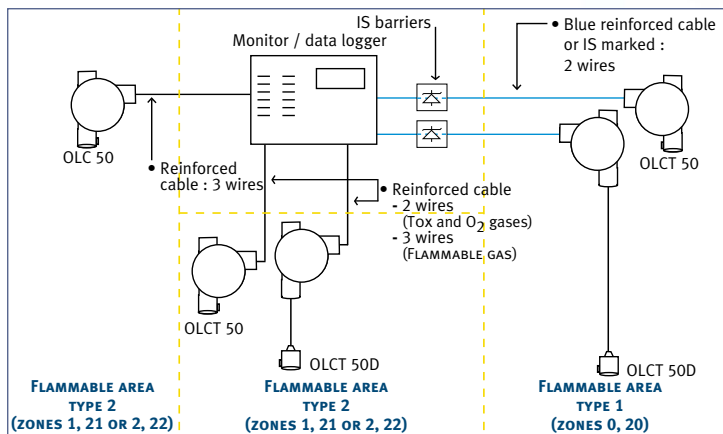 IS barriers
Monitor / data logger
• Blue reinforced cable
or IS marked :
2 wires
OLC 50
OLCT 50
• Reinforced
cable : 3 wires
• Reinforced cable
- 2 wires
(Tox and O2 gases)
- 3 wires
(FLAMMABLE GAS)
OLCT 50
OLCT 50D
OLCT 50D
FLAMMABLE AREA
TYPE 2
(ZONES 1, 21 OR 2, 22)
FLAMMABLE AREA
TYPE 2
(ZONES 1, 21 OR 2, 22)
FLAMMABLE AREA
TYPE 1
(ZONES 0, 20)